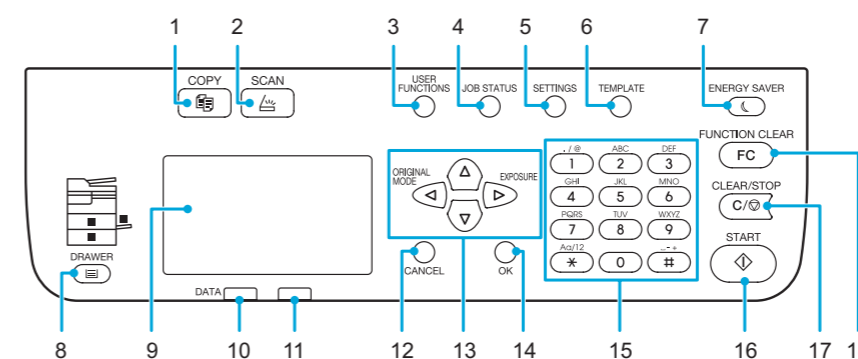 1 2 3 4 5 6 7
COPY SCAN
USER
FUNCTIONS JOB STATUS SETTINGS TEMPLATE ENERGY SAVER
FUNCTION CLEAR
FC
ORIGINAL
MODE
EXPOSURE
. / @ ABC DEF
1 2 3
GHI JKL MNO
4 5 6
PQRS TUV WXYZ
7 8 9
Aα/12 _-+
* 0 #
CLEAR/STOP
C/
START
DRAWER
CANCEL OK
DATA
8 9 10 11 12 13 14 15 16 17